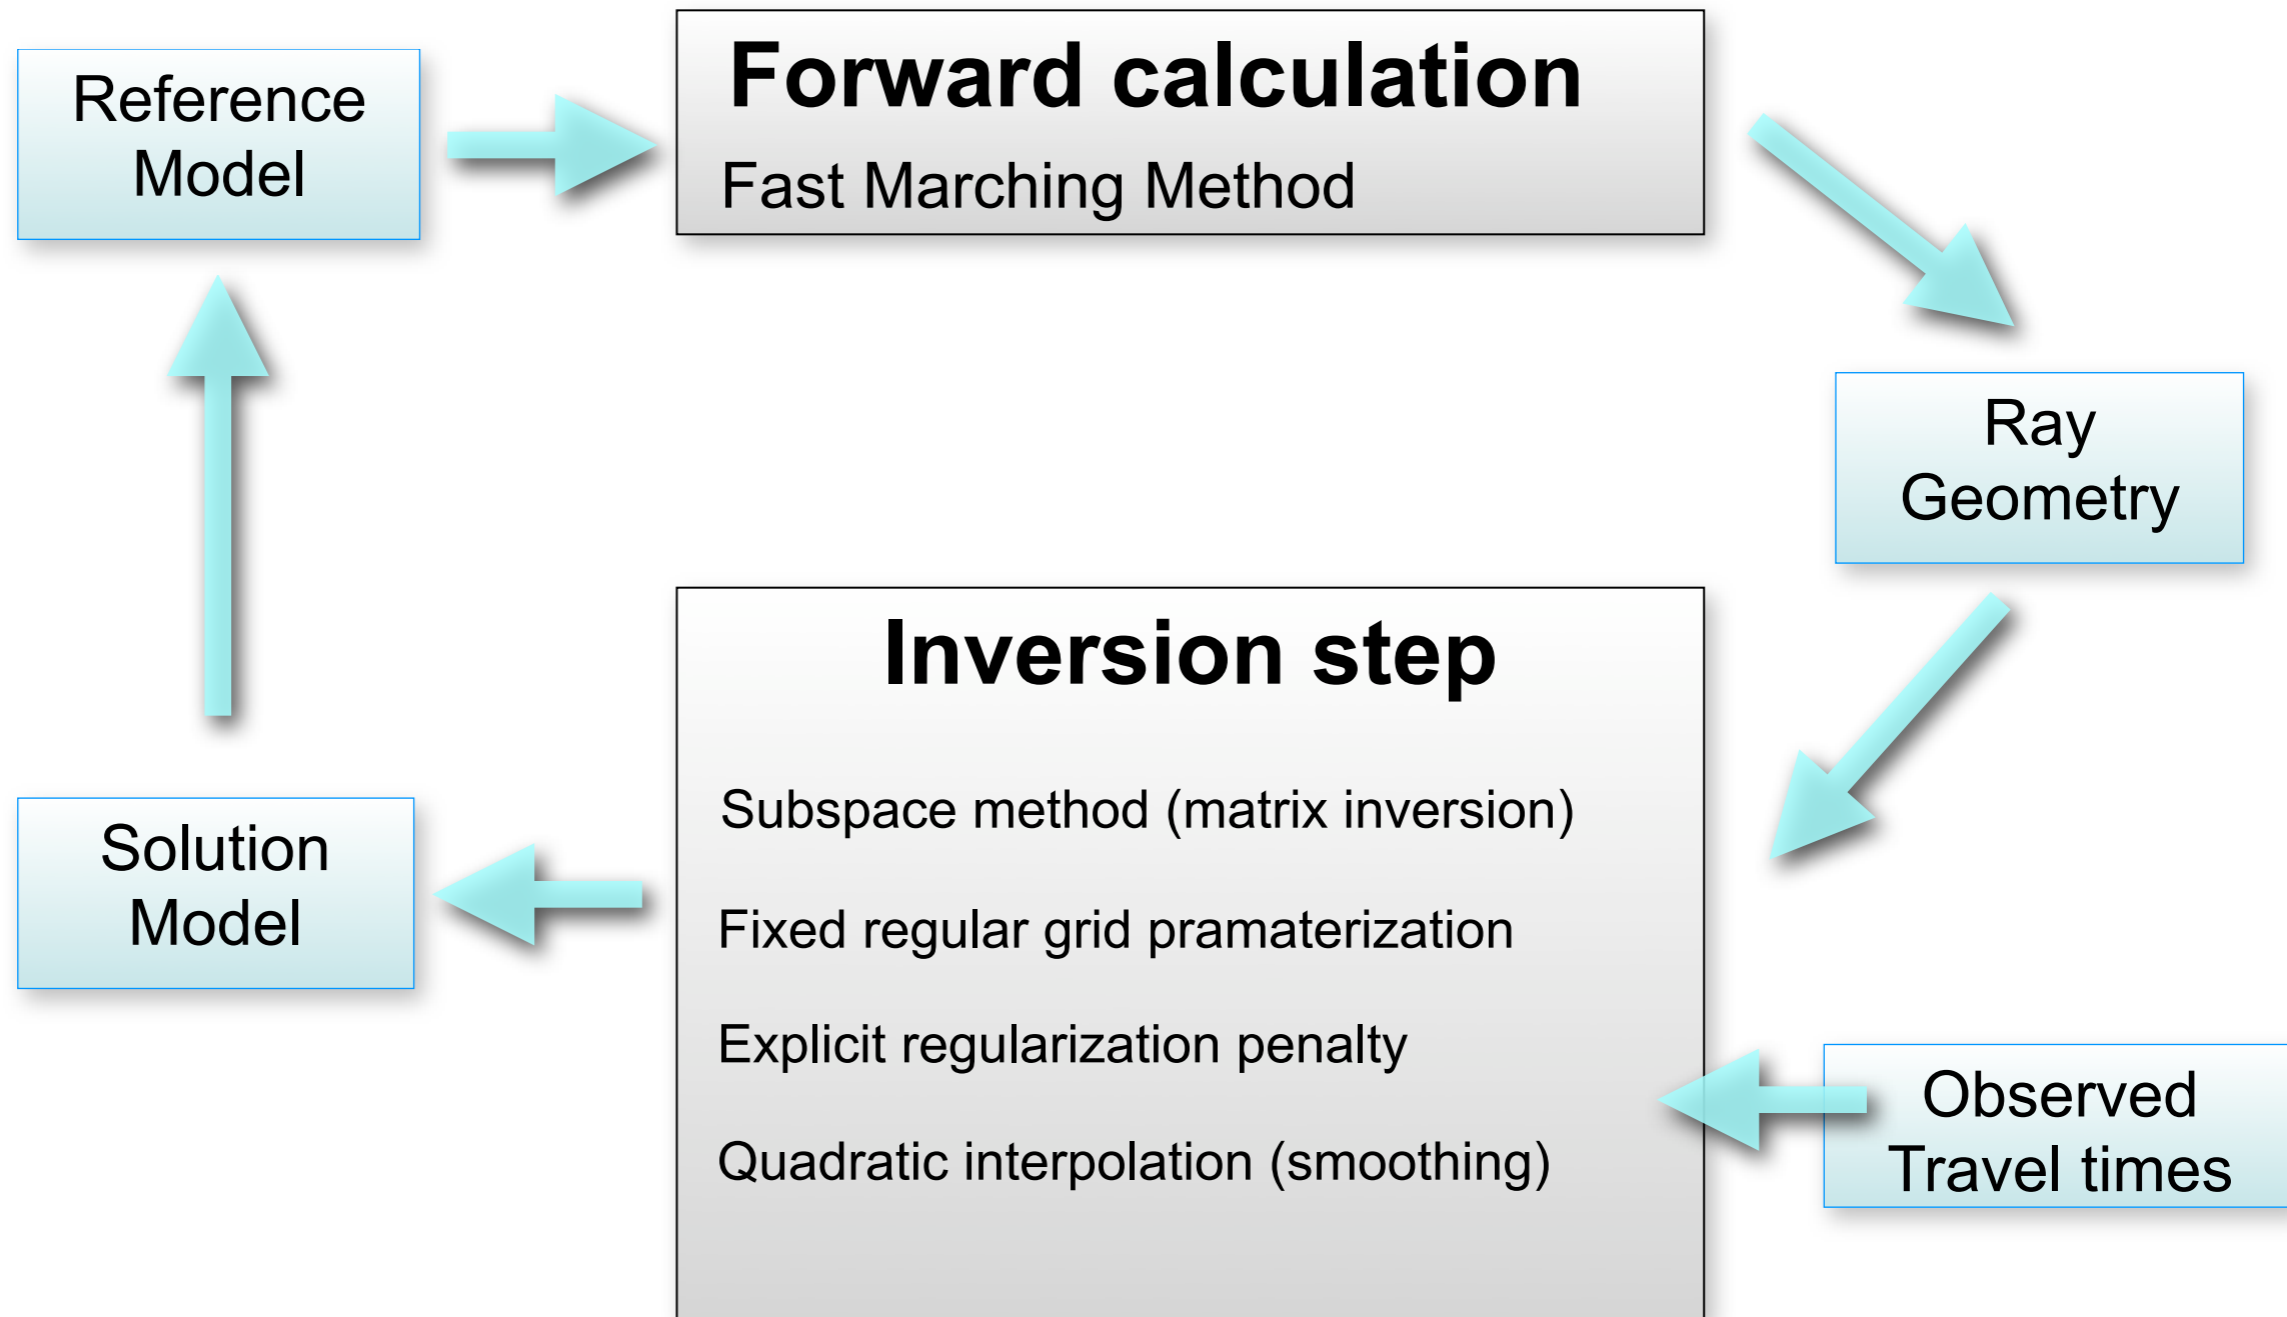 Reference
Model
Forward calculation
Fast Marching Method
Ray
Geometry
Inversion step
Subspace method (matrix inversion)
Fixed regular grid pramaterization
Explicit regularization penalty
Quadratic interpolation (smoothing)
Solution
Model
Observed
Travel times